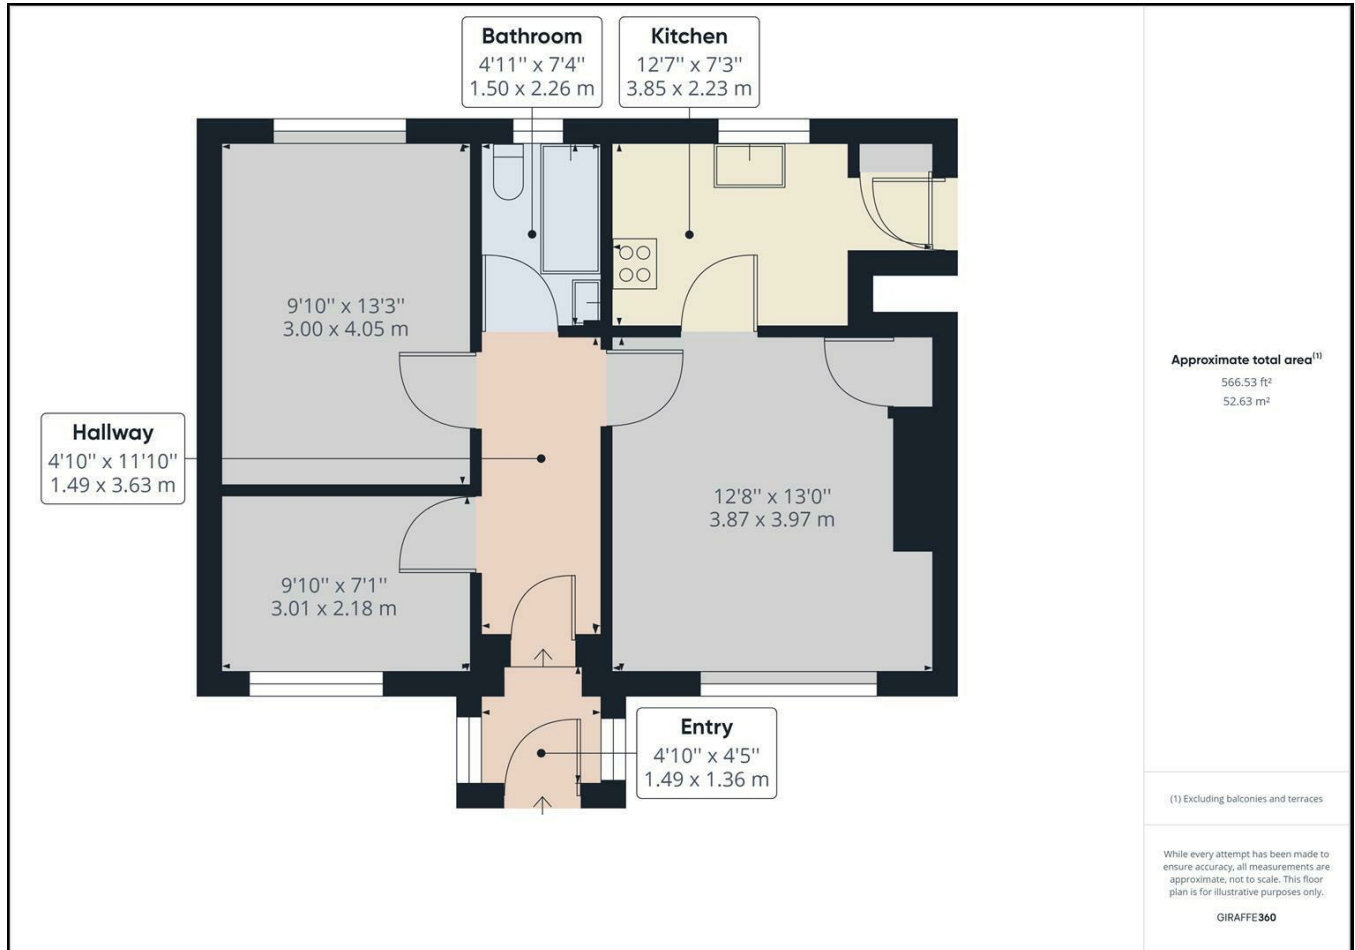 Bathroom
4'11'' x 7'4''
1.50 x 2.26 m
Kitchen
12'7'' x 7'3''
3.85 x 2.23 m
9'10'' x 13'3''
3.00 x 4.05 m
Hallway
4'10'' x 11'10''
1.49 x 3.63 m
12'8'' x 13'0''
3.87 x 3.97 m
9'10'' x 7'1''
3.01 x 2.18 m
Entry
4'10'' x 4'5''
1.49 x 1.36 m
Approximate total area(1)
566.53 ft²
52.63 m²
(1) Excluding balconies and terraces
While every attempt has been made to
ensure accuracy, all measurements are
approximate, not to scale. This floor
plan is for illustrative purposes only.
GIRAFFE360